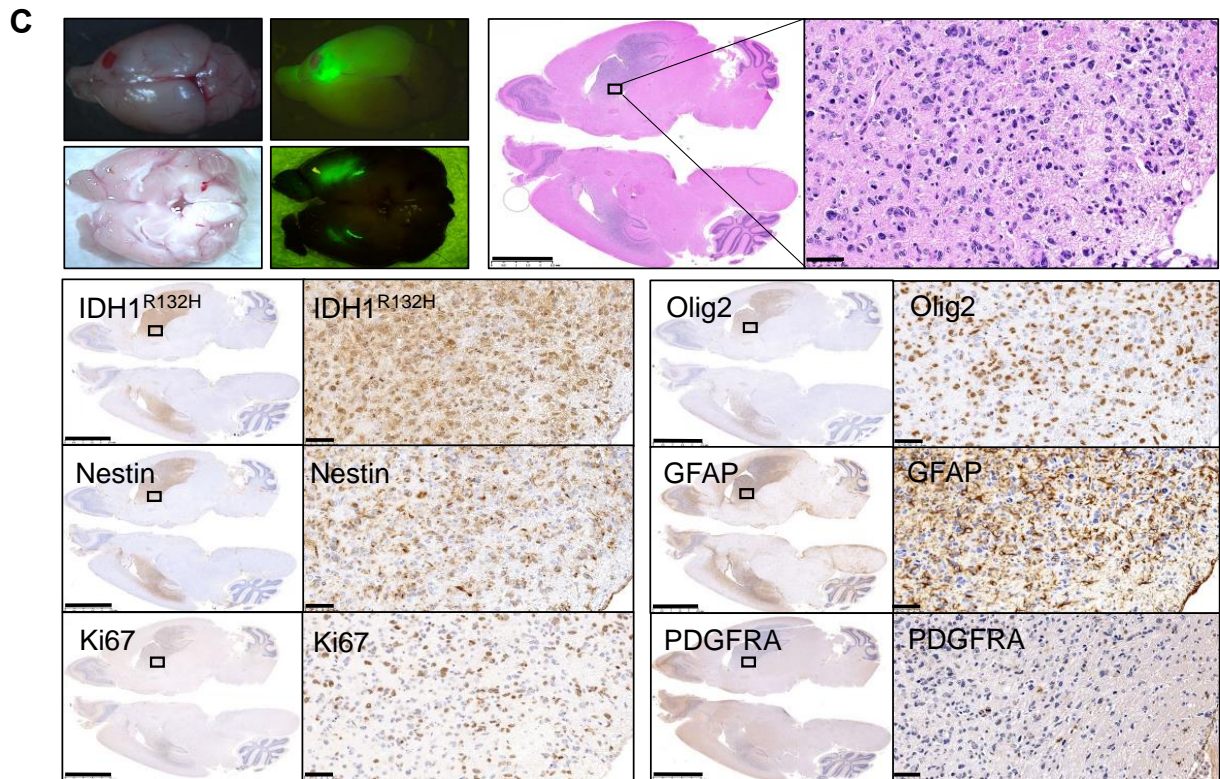 C
IDH1R132H
IDH1R132H
Olig2
Olig2
Nestin
Nestin
GFAP
GFAP
Ki67
Ki67
PDGFRA
PDGFRA